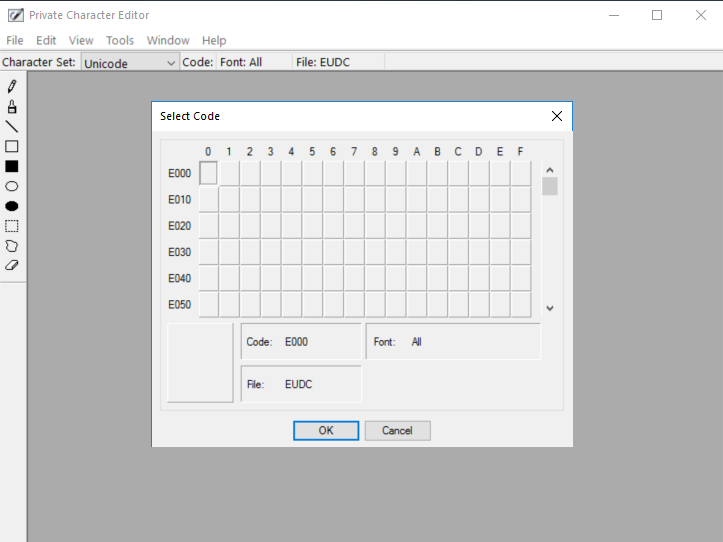 Private Character Editor
File Edit View Tools Window Help
Character Set: Unicode Code: Font: All File: EUDC
Select Code
0 1 2 3 4 5 6 7 8 9 A B C D E F
E000
E010
E020
E030
E040
E050
Code: E000 Font: All
File: EUDC
OK Cancel